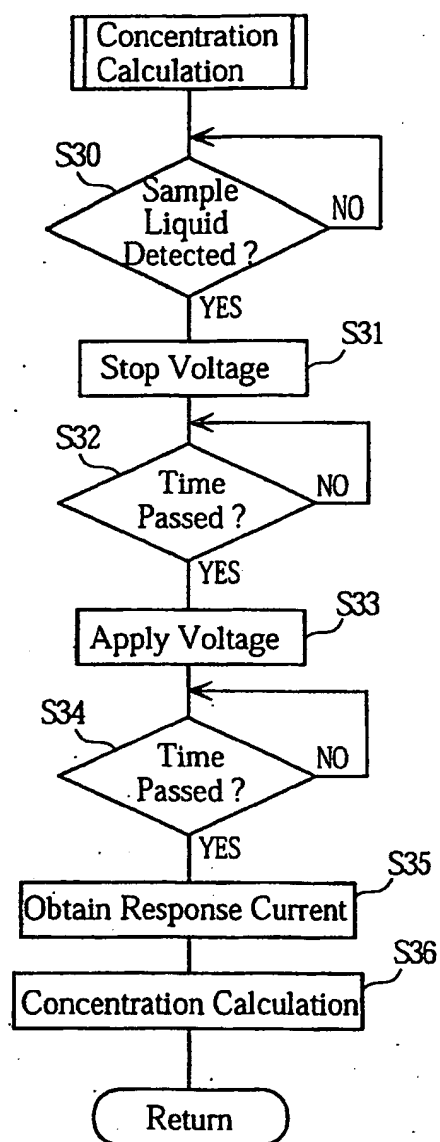 Concentration
Calculation
S30
Sample
Liquid
Detected ?
NO
YES
S31
Stop Voltage
S32
Time
Passed ?
NO
YES
S33
Apply Voltage
S34
Time
Passed ?
NO
YES
S35
Obtain Response Current
S36
Concentration Calculation
Return